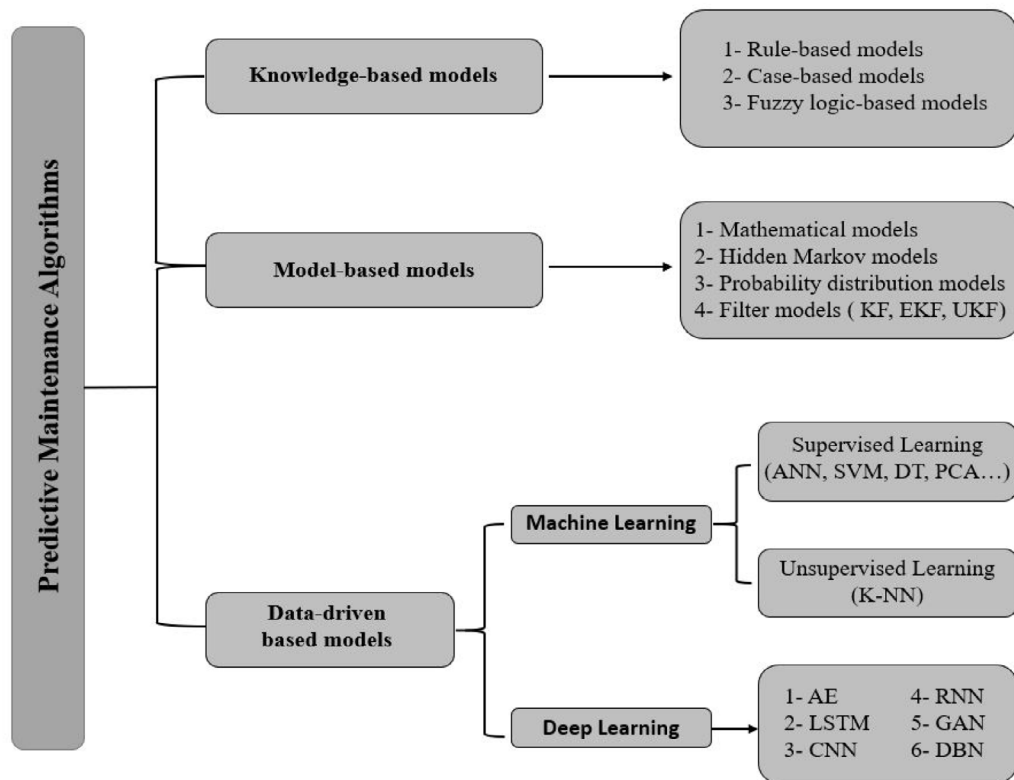 Predictive Maintenance Algorithms
Knowledge-based models
1- Rule-based models
2- Case-based models
3- Fuzzy logic-based models
Model-based models
1- Mathematical models
2- Hidden Markov models
3- Probability distribution models
4- Filter models ( KF, EKF, UKF)
Data-driven
based models
Machine Learning
Supervised Learning
(ANN, SVM, DT, PCA…)
Unsupervised Learning
(K-NN)
Deep Learning
1- AE
2- LSTM
3- CNN
4- RNN
5- GAN
6- DBN